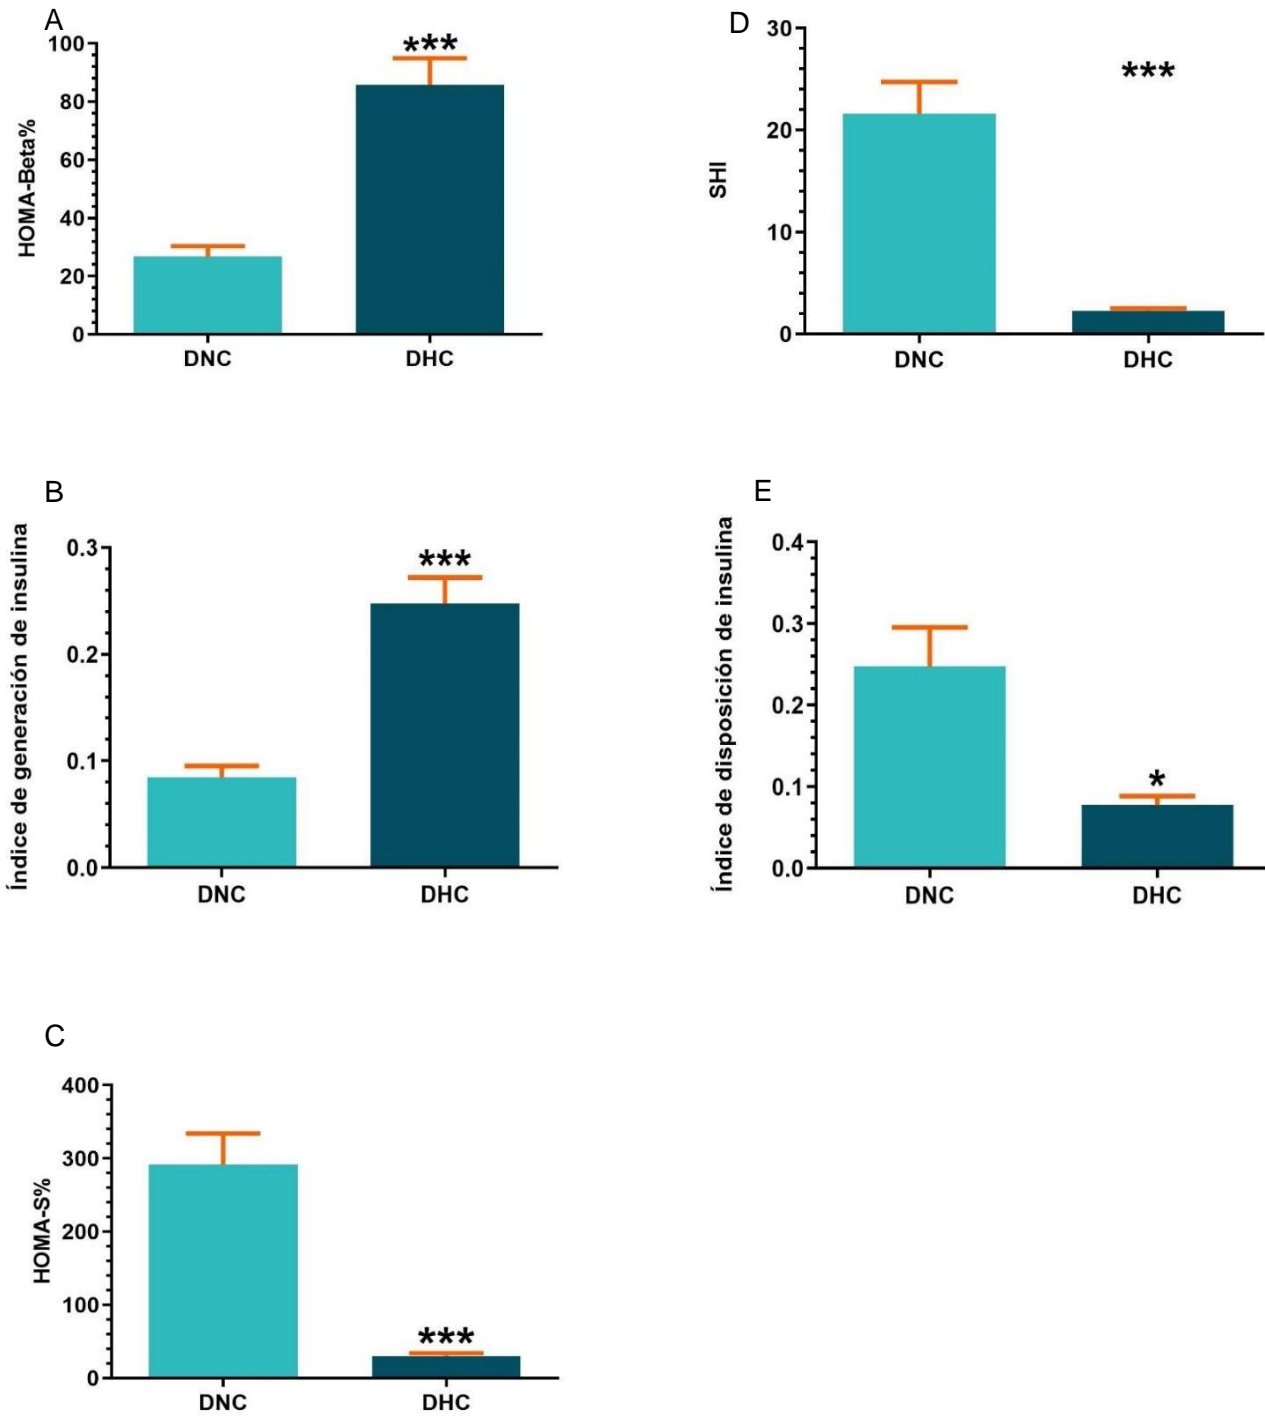 A
HOMA-Beta%
100
80
60
40
20
0
***
DNC
DHC
D
SHI
30
20
10
0
***
DNC
DHC
B
Índice de generación de insulina
0.3
0.2
0.1
0.0
***
DNC
DHC
E
Índice de disposición de insulina
0.4
0.3
0.2
0.1
0.0
*
DNC
DHC
C
HOMA-S%
400
300
200
100
0
***
DNC
DHC